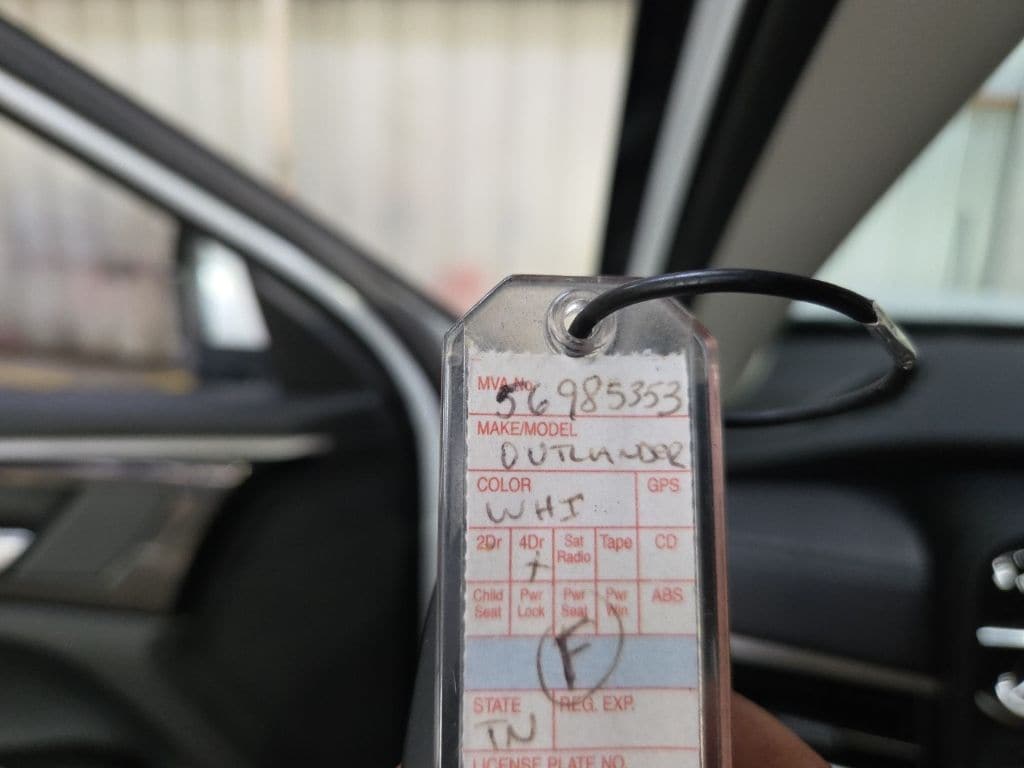 MVA No. 56985353
MAKE/MODEL
OUTLANDER
COLOR GPS
WHI
2Dr 4Dr Sat Radio Tape CD
+
Child Seat Pwr Lock Pwr Seat Pwr Win ABS
F
STATE REG. EXP.
TN
LICENSE PLATE NO.